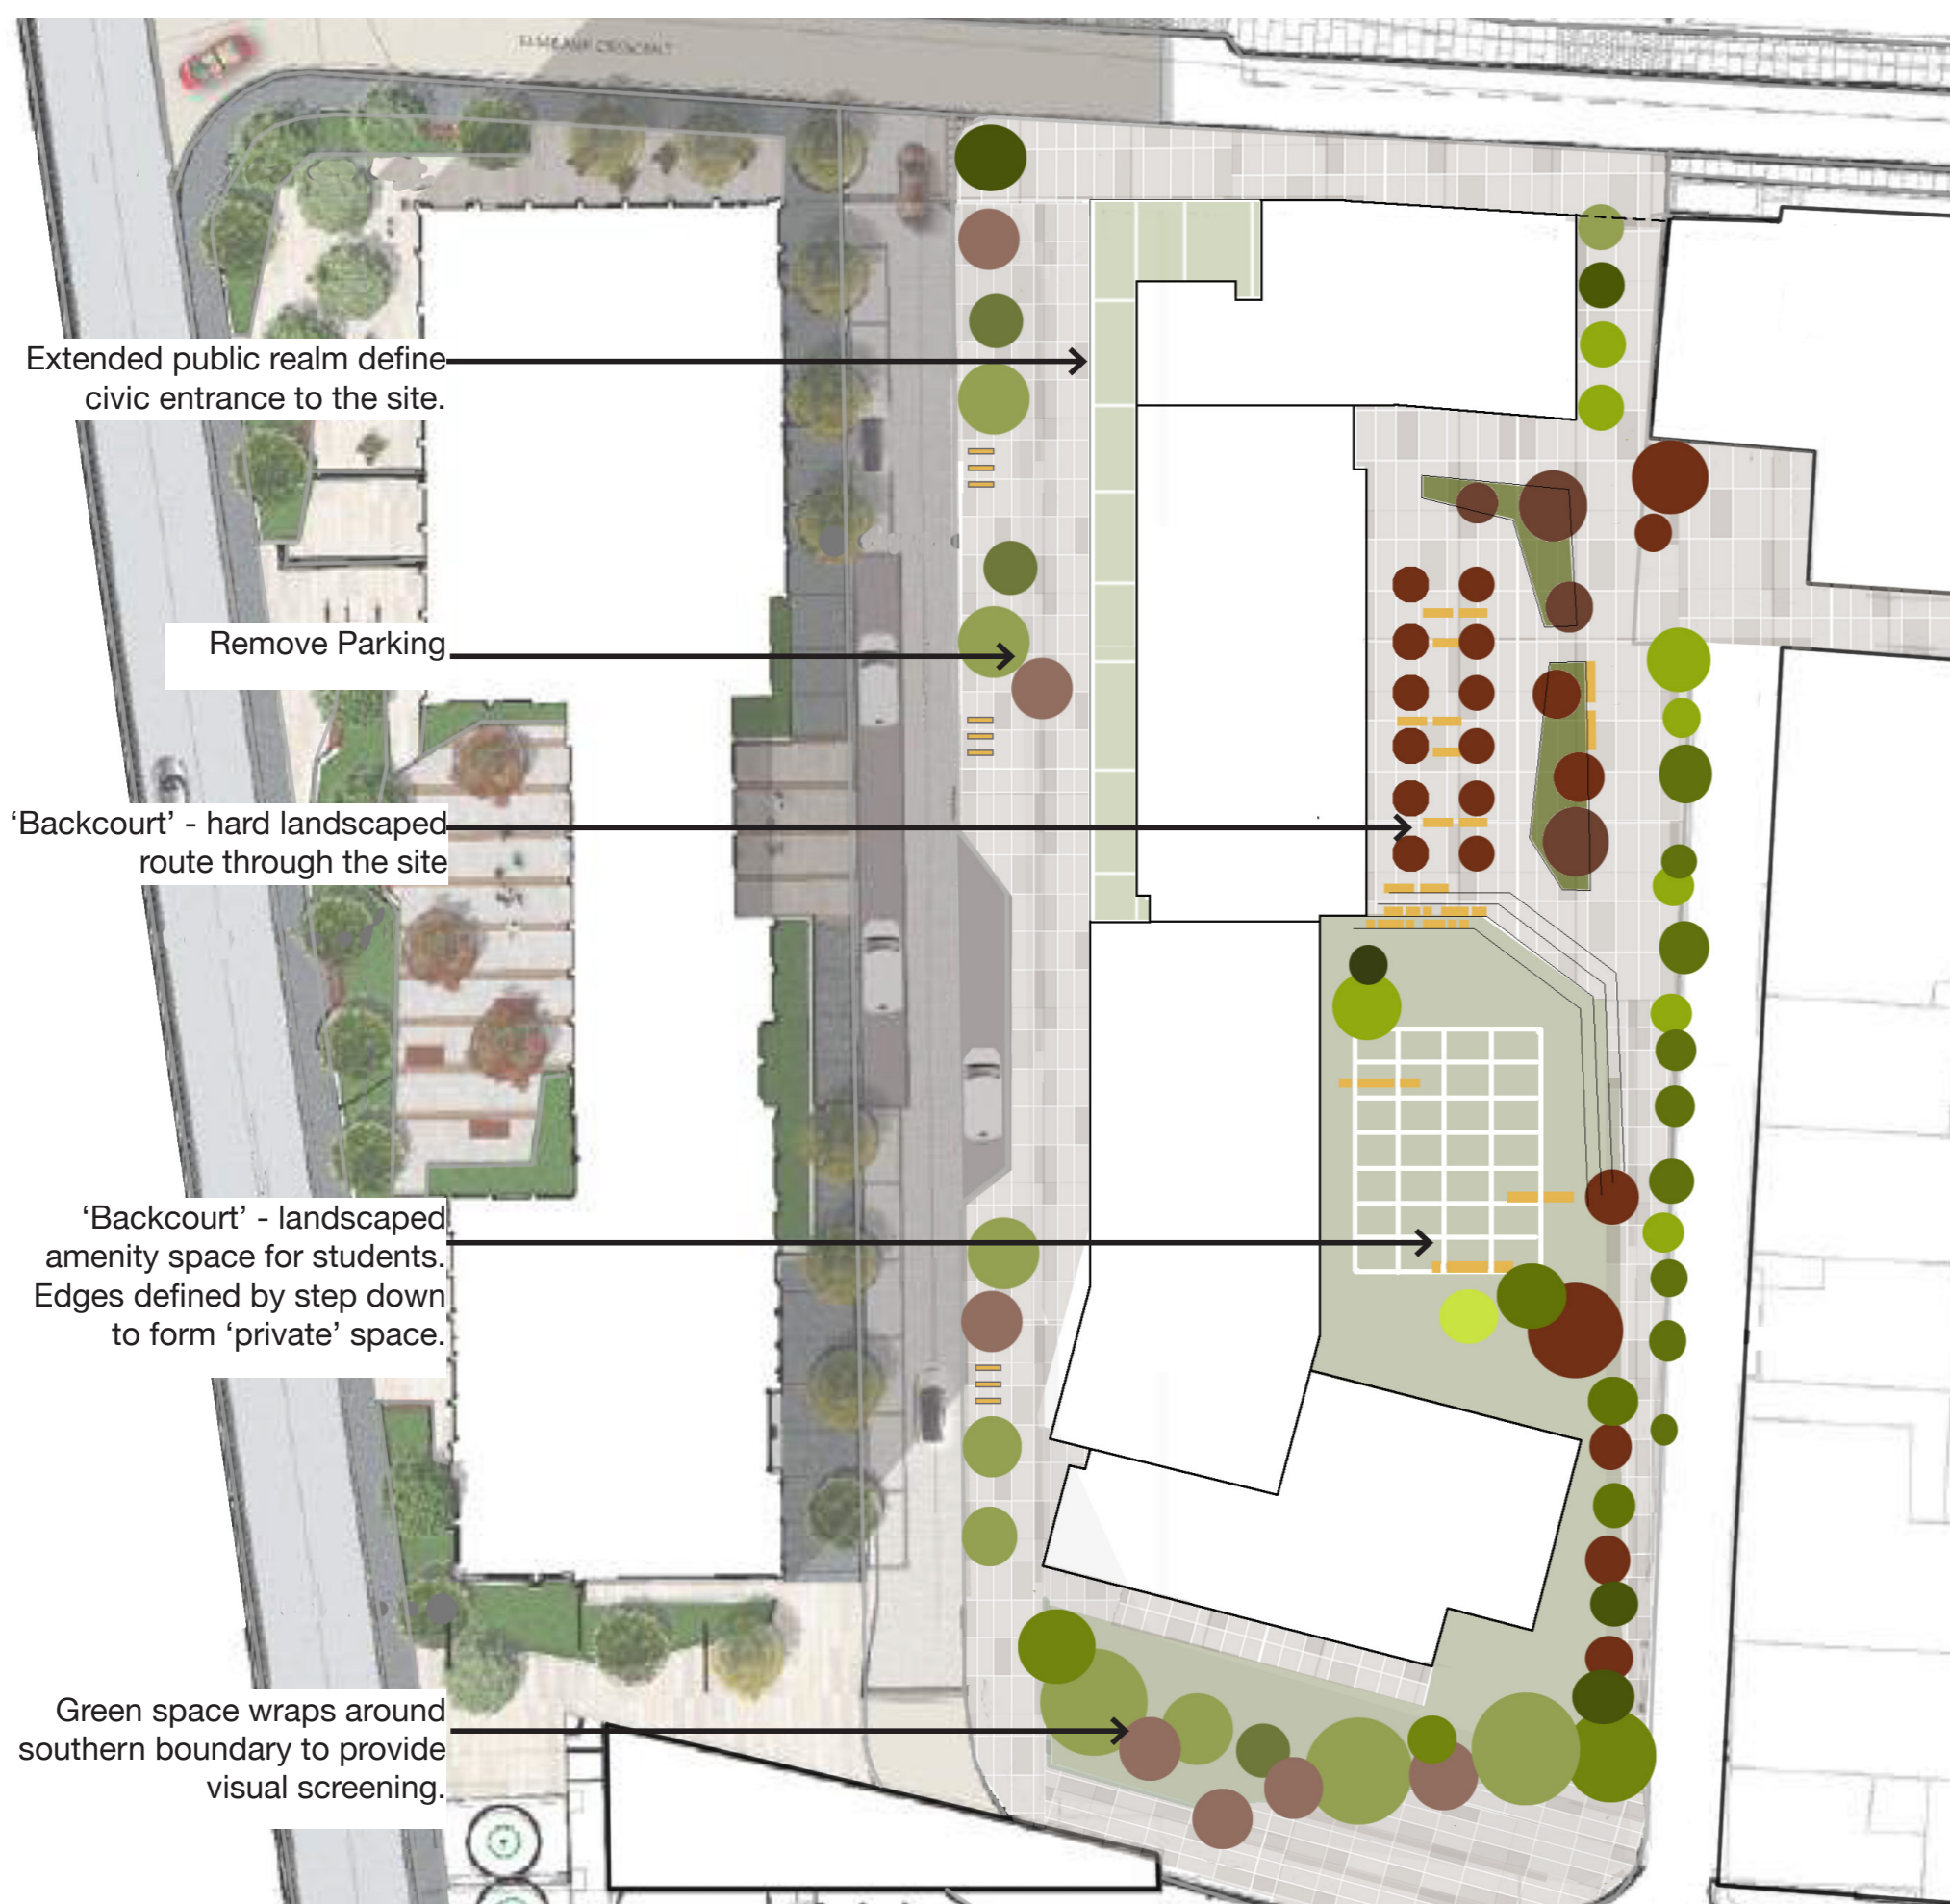 ELMBANK CRESCENT
Extended public realm define
civic entrance to the site.
Remove Parking
‘Backcourt’ - hard landscaped
route through the site
‘Backcourt’ - landscaped
amenity space for students.
Edges defined by step down
to form ‘private’ space.
Green space wraps around
southern boundary to provide
visual screening.